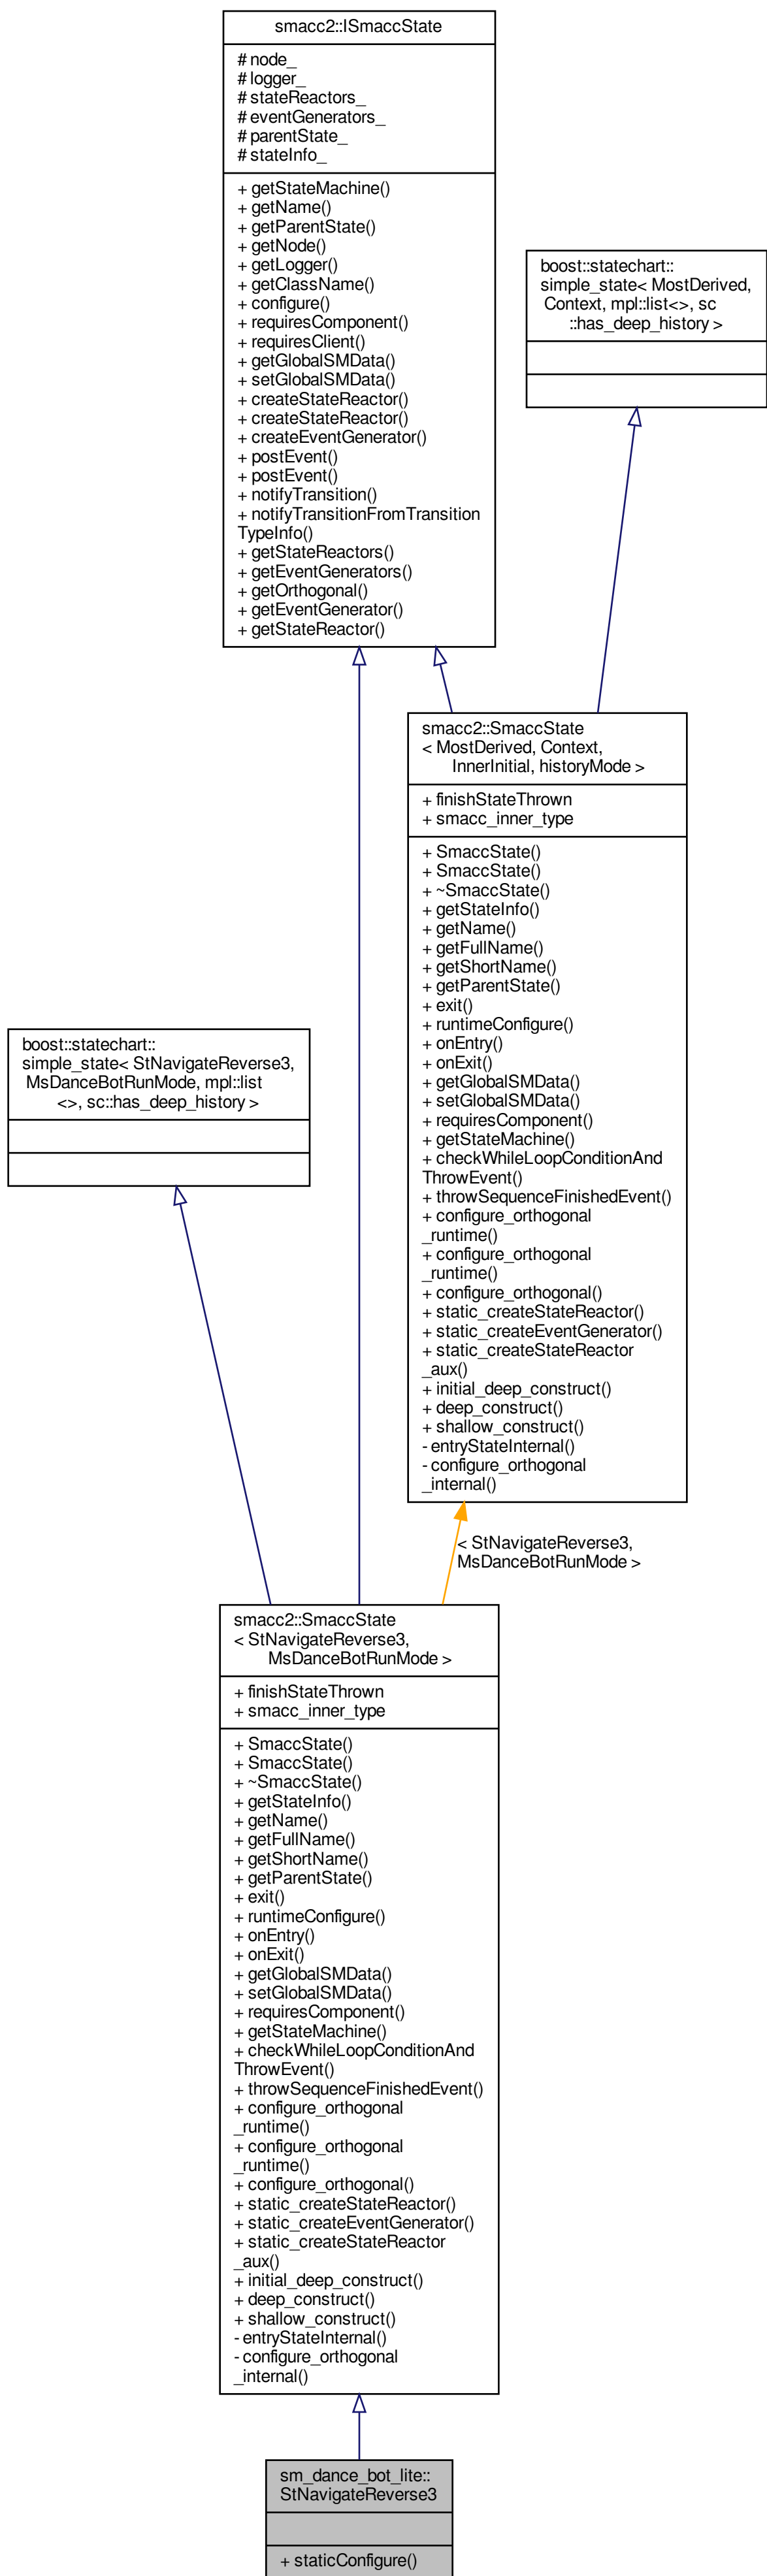 smacc2::ISmaccState
# node_
# logger_
# stateReactors_
# eventGenerators_
# parentState_
# stateInfo_
+ getStateMachine()
+ getName()
+ getParentState()
+ getNode()
+ getLogger()
+ getClassName()
+ configure()
+ requiresComponent()
+ requiresClient()
+ getGlobalSMData()
+ setGlobalSMData()
+ createStateReactor()
+ createStateReactor()
+ createEventGenerator()
+ postEvent()
+ postEvent()
+ notifyTransition()
+ notifyTransitionFromTransition
TypeInfo()
+ getStateReactors()
+ getEventGenerators()
+ getOrthogonal()
+ getEventGenerator()
+ getStateReactor()
boost::statechart::
simple_state< MostDerived,
Context, mpl::list<>, sc
::has_deep_history >
smacc2::SmaccState
< MostDerived, Context,
InnerInitial, historyMode >
+ finishStateThrown
+ smacc_inner_type
+ SmaccState()
+ SmaccState()
+ ~SmaccState()
+ getStateInfo()
+ getName()
+ getFullName()
+ getShortName()
+ getParentState()
+ exit()
+ runtimeConfigure()
+ onEntry()
+ onExit()
+ getGlobalSMData()
+ setGlobalSMData()
+ requiresComponent()
+ getStateMachine()
+ checkWhileLoopConditionAnd
ThrowEvent()
+ throwSequenceFinishedEvent()
+ configure_orthogonal
_runtime()
+ configure_orthogonal
_runtime()
+ configure_orthogonal()
+ static_createStateReactor()
+ static_createEventGenerator()
+ static_createStateReactor
_aux()
+ initial_deep_construct()
+ deep_construct()
+ shallow_construct()
- entryStateInternal()
- configure_orthogonal
_internal()
boost::statechart::
simple_state< StNavigateReverse3,
MsDanceBotRunMode, mpl::list
<>, sc::has_deep_history >
< StNavigateReverse3,
MsDanceBotRunMode >
smacc2::SmaccState
< StNavigateReverse3,
MsDanceBotRunMode >
+ finishStateThrown
+ smacc_inner_type
+ SmaccState()
+ SmaccState()
+ ~SmaccState()
+ getStateInfo()
+ getName()
+ getFullName()
+ getShortName()
+ getParentState()
+ exit()
+ runtimeConfigure()
+ onEntry()
+ onExit()
+ getGlobalSMData()
+ setGlobalSMData()
+ requiresComponent()
+ getStateMachine()
+ checkWhileLoopConditionAnd
ThrowEvent()
+ throwSequenceFinishedEvent()
+ configure_orthogonal
_runtime()
+ configure_orthogonal
_runtime()
+ configure_orthogonal()
+ static_createStateReactor()
+ static_createEventGenerator()
+ static_createStateReactor
_aux()
+ initial_deep_construct()
+ deep_construct()
+ shallow_construct()
- entryStateInternal()
- configure_orthogonal
_internal()
sm_dance_bot_lite::
StNavigateReverse3
+ staticConfigure()